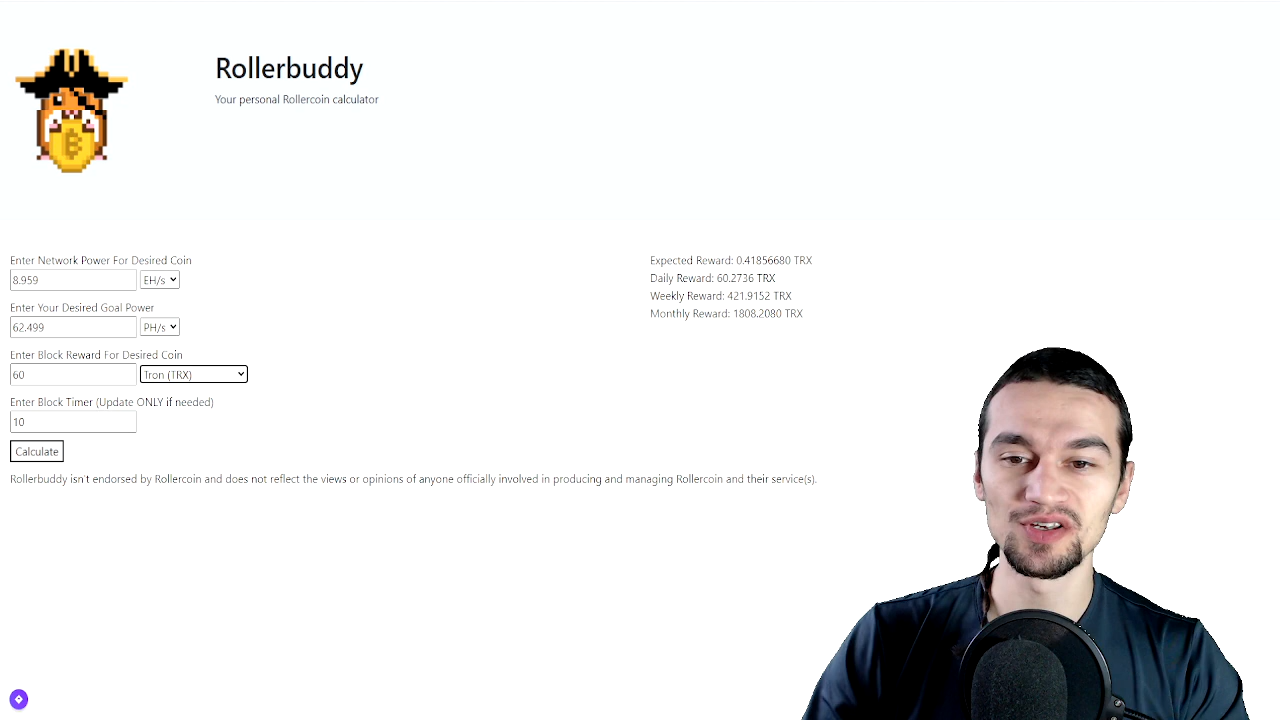 Rollerbuddy
Your personal Rollercoin calculator
Enter Network Power For Desired Coin
8.959 EH/s
Enter Your Desired Goal Power
62.499 PH/s
Enter Block Reward For Desired Coin
60 Tron (TRX)
Enter Block Timer (Update ONLY if needed)
10
Calculate
Expected Reward: 0.41856680 TRX
Daily Reward: 60.2736 TRX
Weekly Reward: 421.9152 TRX
Monthly Reward: 1808.2080 TRX
Rollerbuddy isn't endorsed by Rollercoin and does not reflect the views or opinions of anyone officially involved in producing and managing Rollercoin and their service(s).